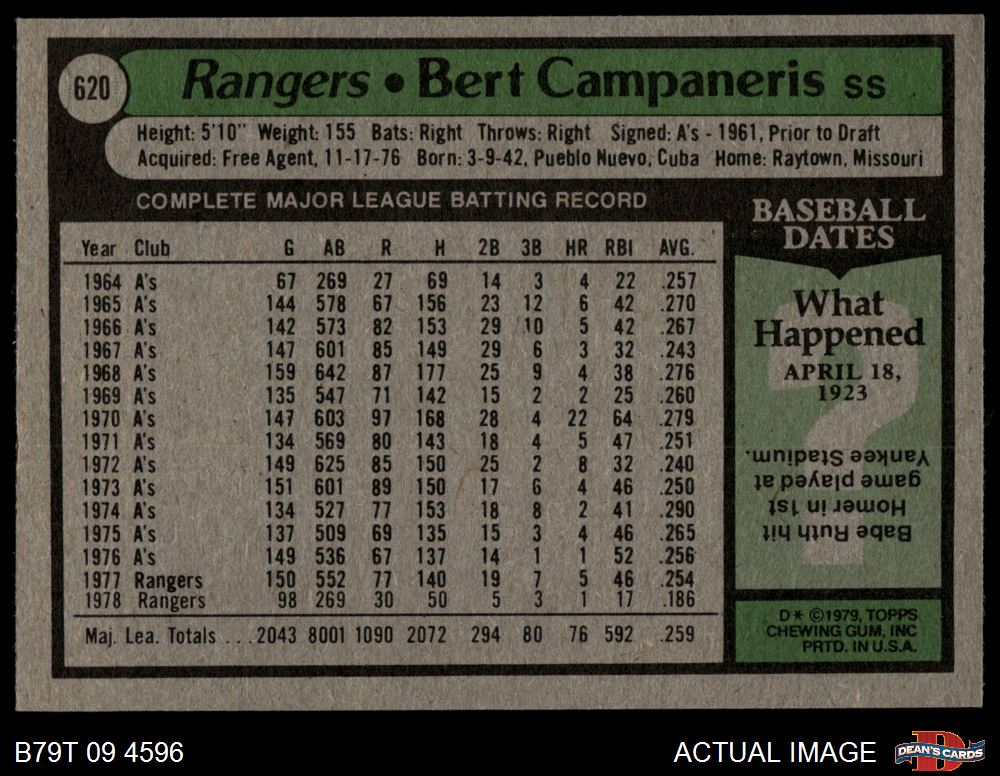 620
Rangers • Bert Campaneris SS
Height: 5'10" Weight: 155 Bats: Right Throws: Right Signed: A's - 1961, Prior to Draft
Acquired: Free Agent, 11-17-76 Born: 3-9-42, Pueblo Nuevo, Cuba Home: Raytown, Missouri
COMPLETE MAJOR LEAGUE BATTING RECORD
Year Club G AB R H 2B 3B HR RBI AVG.
1964 A's 67 269 27 69 14 3 4 22 .257
1965 A's 144 578 67 156 23 12 6 42 .270
1966 A's 142 573 82 153 29 10 5 42 .267
1967 A's 147 601 85 149 29 6 3 32 .243
1968 A's 159 642 87 177 25 9 4 38 .276
1969 A's 135 547 71 142 15 2 2 25 .260
1970 A's 147 603 97 168 28 4 22 64 .279
1971 A's 134 569 80 143 18 4 5 47 .251
1972 A's 149 625 85 150 25 2 8 32 .240
1973 A's 151 601 89 150 17 6 4 46 .250
1974 A's 134 527 77 153 18 8 2 41 .290
1975 A's 137 509 69 135 15 3 4 46 .265
1976 A's 149 536 67 137 14 1 1 52 .256
1977 Rangers 150 552 77 140 19 7 5 46 .254
1978 Rangers 98 269 30 50 5 3 1 17 .186
Maj. Lea. Totals ... 2043 8001 1090 2072 294 80 76 592 .259
BASEBALL
DATES
What
Happened
APRIL 18,
1923
Babe Ruth hit
Homer in 1st
game played at
Yankee Stadium.
D* ©1979, TOPPS
CHEWING GUM, INC
PRTD. IN U.S.A.
B79T 09 4596
ACTUAL IMAGE
DEAN'S CARDS